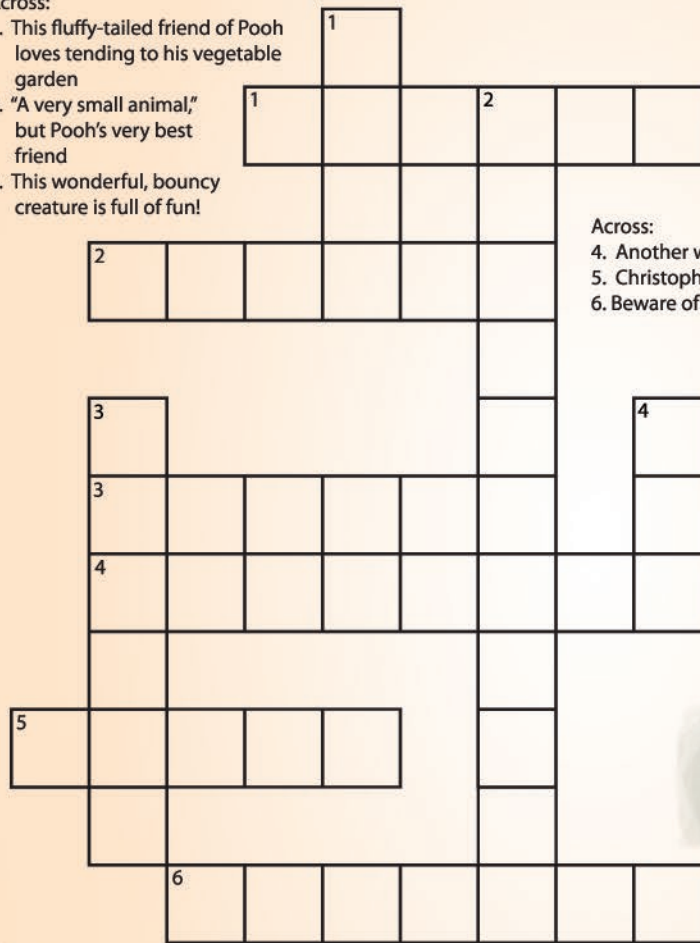 This fluffy-tailed friend of Pooh
loves tending to his vegetable
garden
"A very small animal,"
but Pooh's very best
friend
This wonderful, bouncy
creature is full of fun!
1
1
2
Across:
4. Another
5.
6. Beware of
2
3
4
3
4
5
6